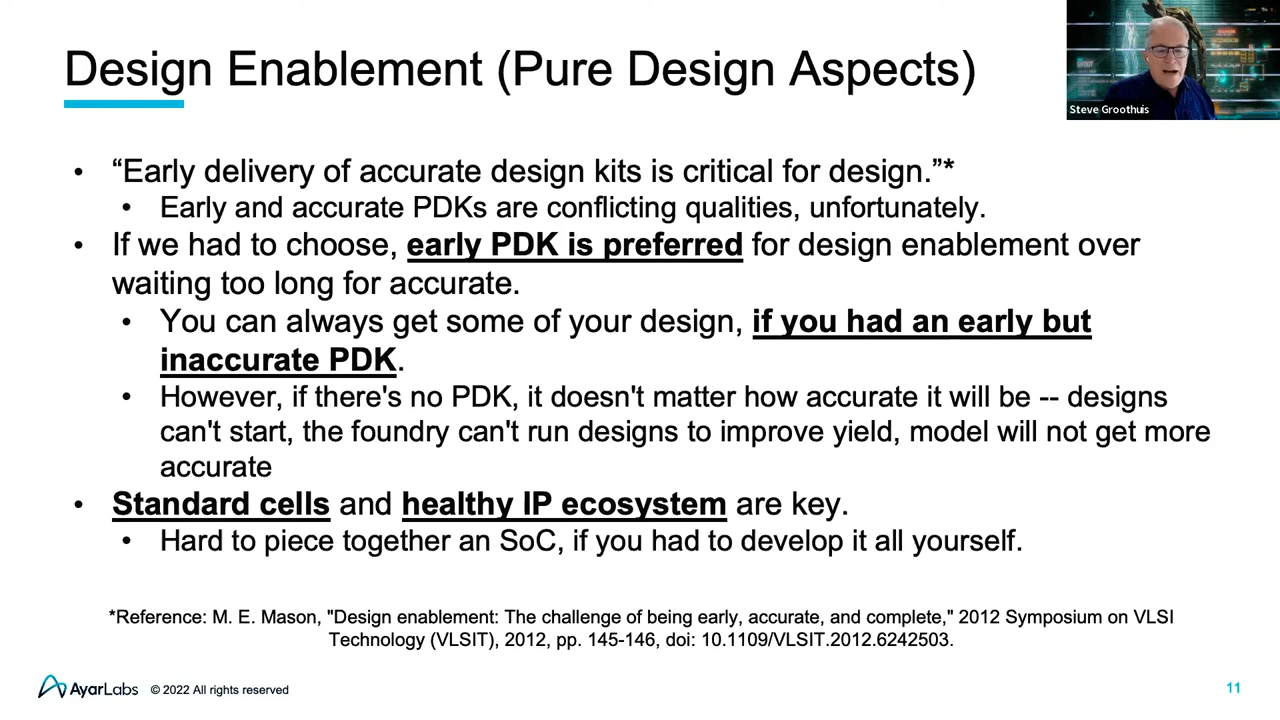 Design Enablement (Pure Design Aspects)
Steve Groothuis
• “Early delivery of accurate design kits is critical for design.”*
• Early and accurate PDKs are conflicting qualities, unfortunately.
• If we had to choose, early PDK is preferred for design enablement over
waiting too long for accurate.
• You can always get some of your design, if you had an early but
inaccurate PDK.
• However, if there's no PDK, it doesn't matter how accurate it will be -- designs
can't start, the foundry can't run designs to improve yield, model will not get more
accurate
• Standard cells and healthy IP ecosystem are key.
• Hard to piece together an SoC, if you had to develop it all yourself.
*Reference: M. E. Mason, "Design enablement: The challenge of being early, accurate, and complete," 2012 Symposium on VLSI
Technology (VLSIT), 2012, pp. 145-146, doi: 10.1109/VLSIT.2012.6242503.
AyarLabs © 2022 All rights reserved
11